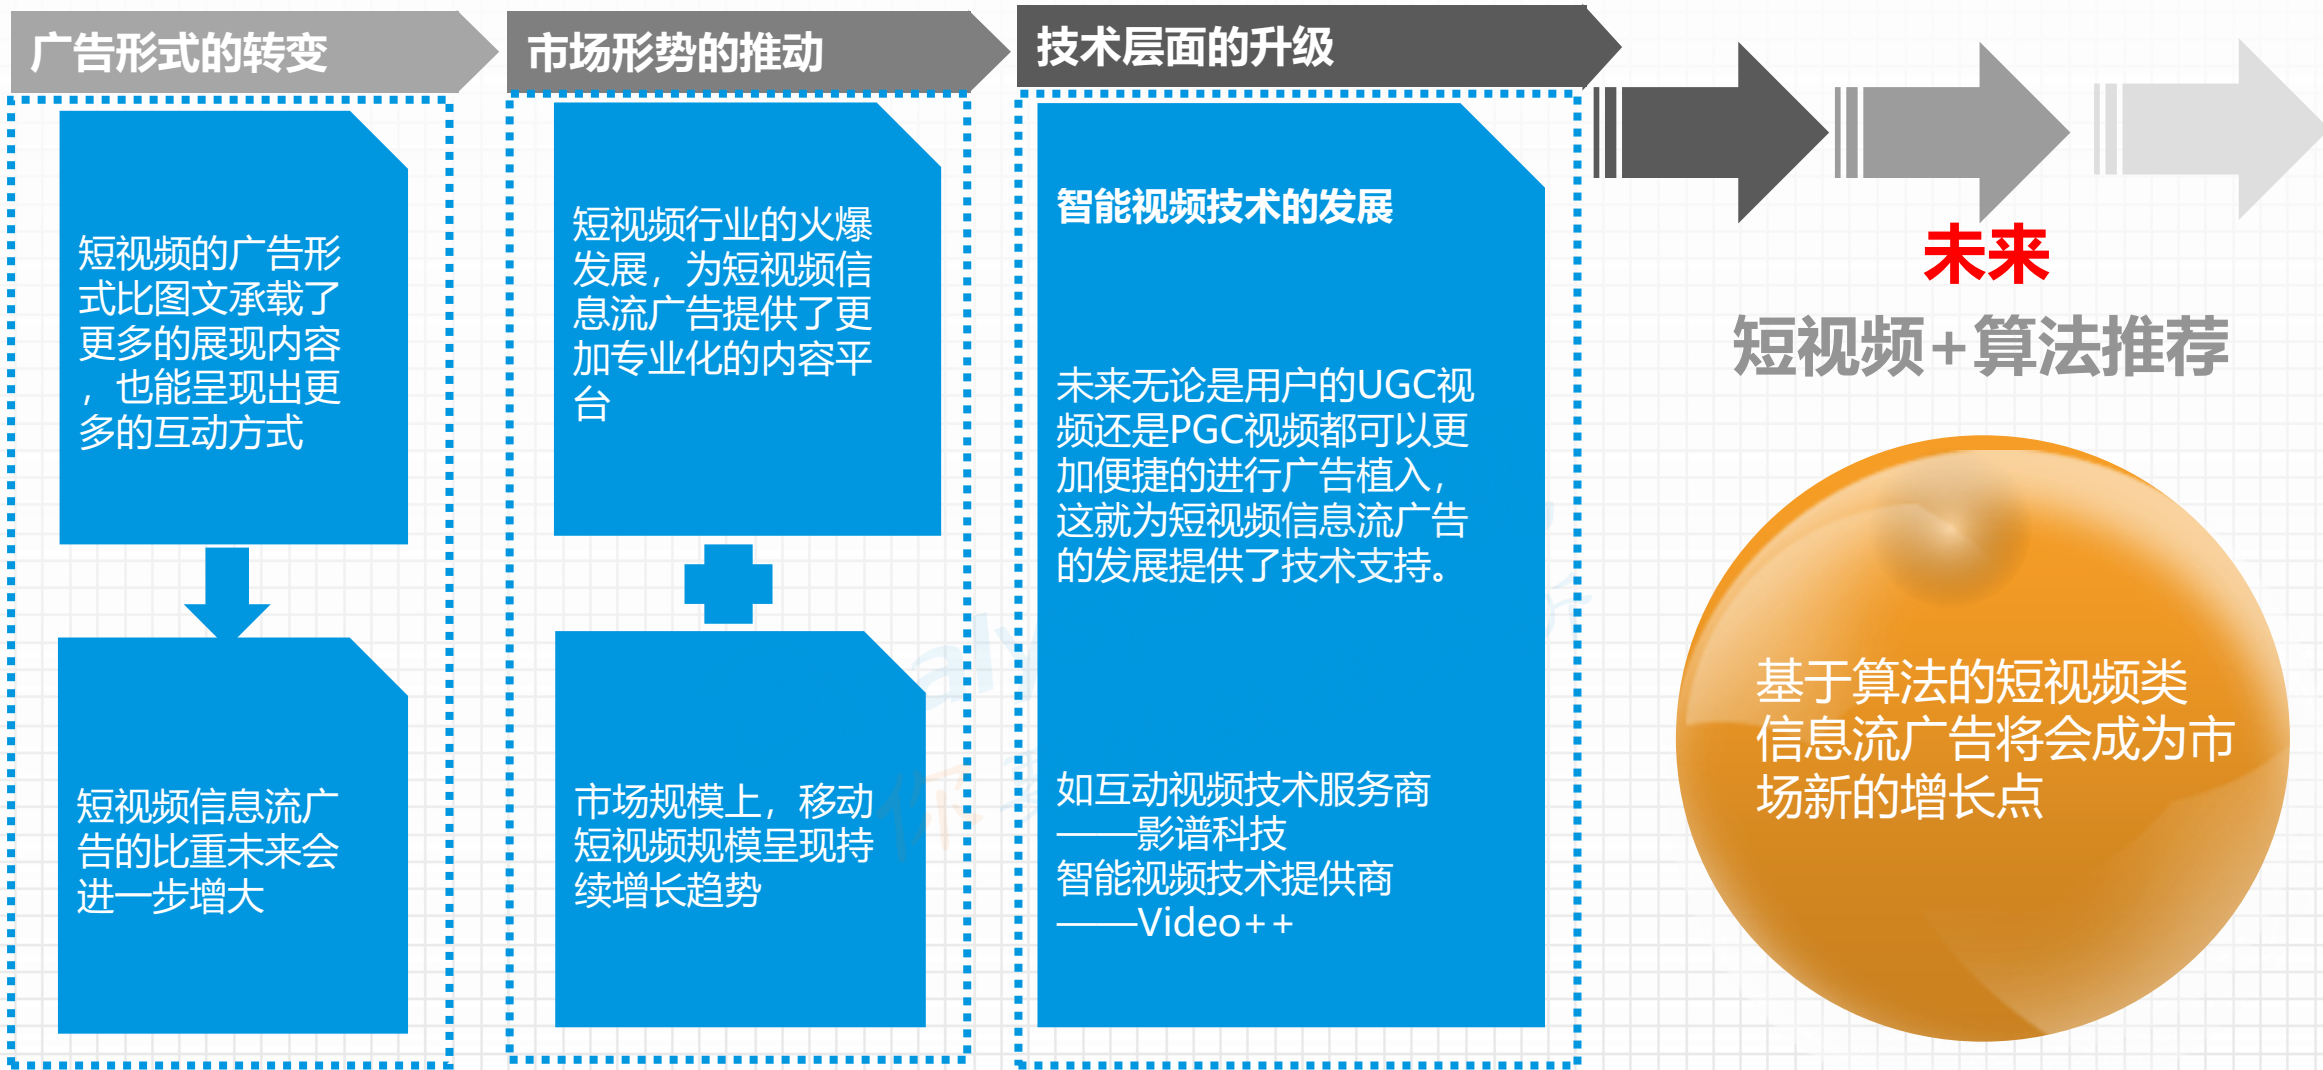 广告形式的转变
短视频的广告形
式比图文承载了
更多的展现内容
，也能呈现出更
多的互动方式
短视频信息流广
告的比重未来会
进一步增大
市场形势的推动
短视频行业的火爆
发展，为短视频信
息流广告提供了更
加专业化的内容平
台
市场规模上，移动
短视频规模呈现持
续增长趋势
技术层面的升级
智能视频技术的发展
未来无论是用户的UGC视
频还是PGC视频都可以更
加便捷的进行广告植入，
这就为短视频信息流广告
的发展提供了技术支持。
如互动视频技术服务商
——影谱科技
智能视频技术提供商
——Video++
未来
短视频+算法推荐
基于算法的短视频类
信息流广告将会成为市
场新的增长点
aly
你